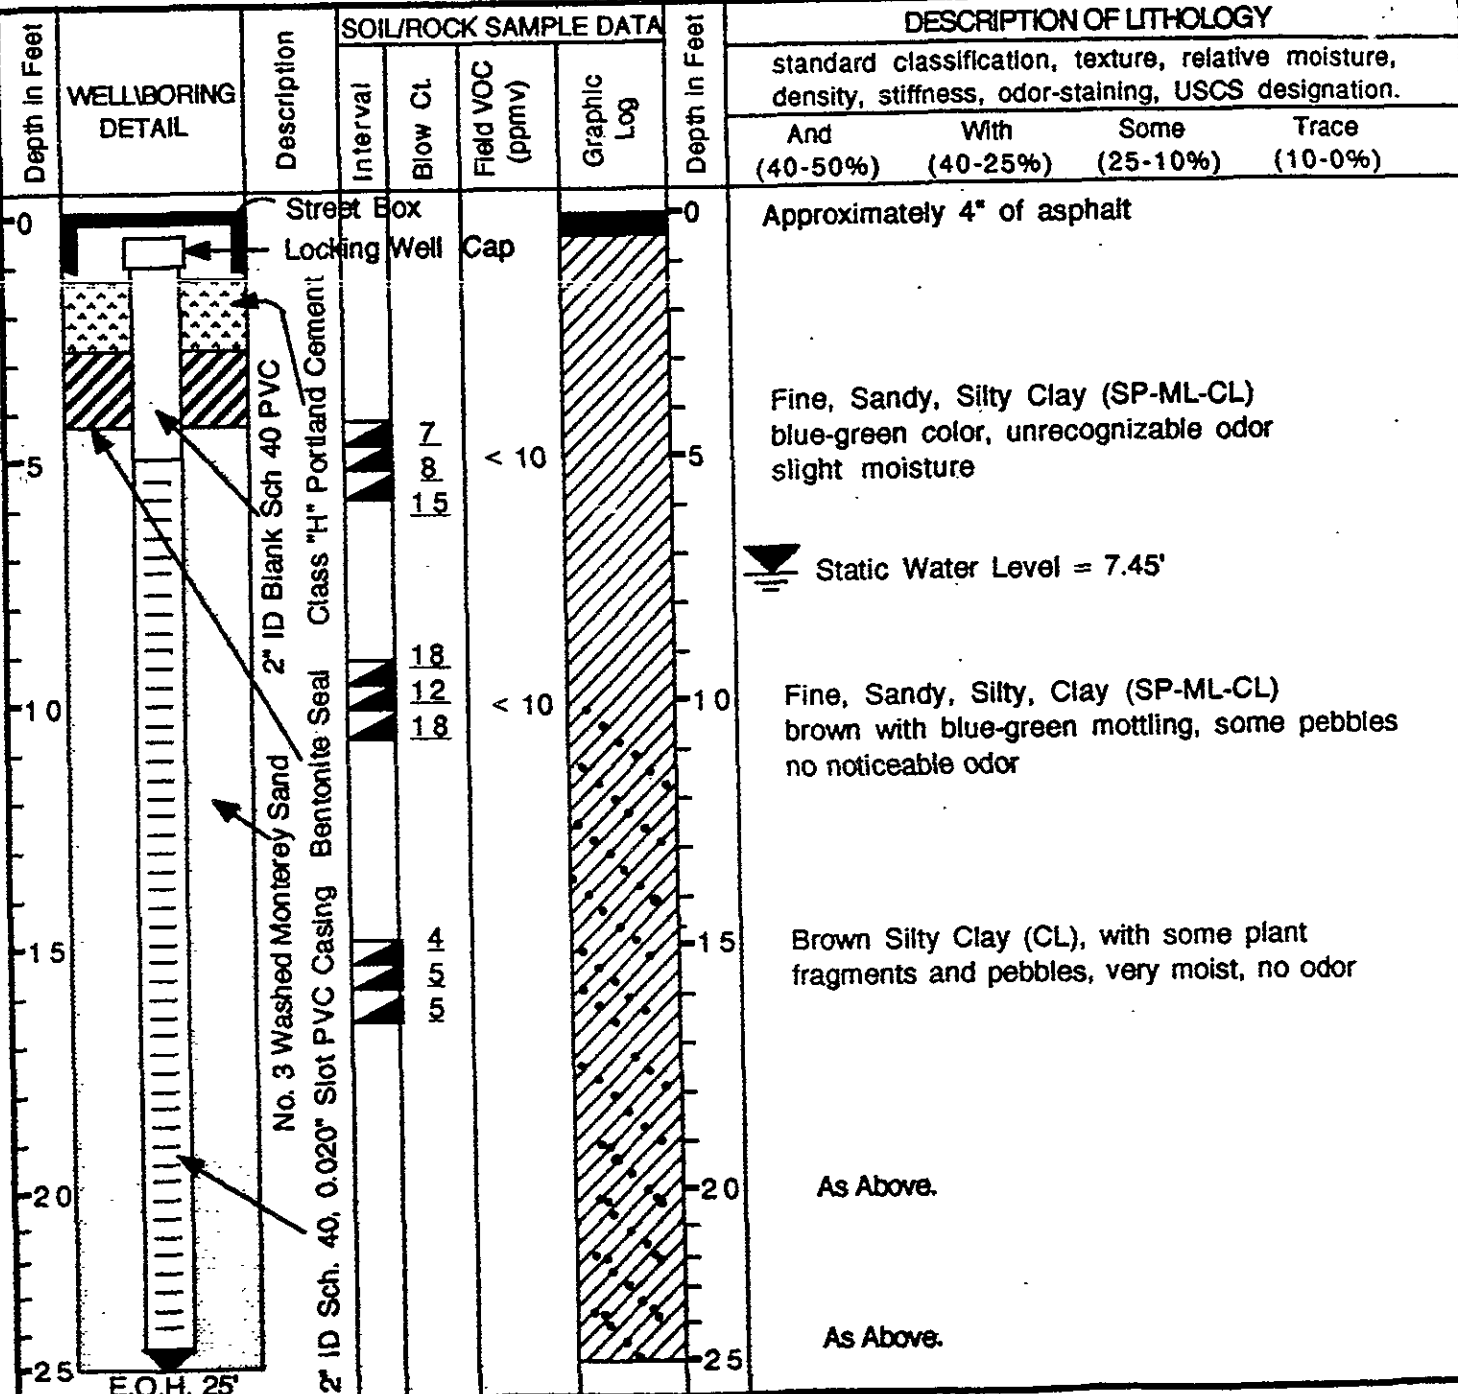 Depth in Feet
WELL\BORING
DETAIL
Description
SOIL/ROCK SAMPLE DATA
Interval
Blow Ct.
Field VOC
(ppmv)
Graphic
Log
Depth in Feet
DESCRIPTION OF LITHOLOGY
standard classification, texture, relative moisture,
density, stiffness, odor-staining, USCS designation.
And With Some Trace
(40-50%) (40-25%) (25-10%) (10-0%)
0
5
10
15
20
25
Street Box
Locking Well Cap
2" ID Blank Sch 40 PVC
Class "H" Portland Cement
No. 3 Washed Monterey Sand
Bentonite Seal
2" ID Sch. 40, 0.020" Slot PVC Casing
E.O.H. 25'
7
8
15
< 10
18
12
18
< 10
4
5
5
0
5
10
15
20
25
Approximately 4" of asphalt
Fine, Sandy, Silty Clay (SP-ML-CL)
blue-green color, unrecognizable odor
slight moisture
Static Water Level = 7.45'
Fine, Sandy, Silty, Clay (SP-ML-CL)
brown with blue-green mottling, some pebbles
no noticeable odor
Brown Silty Clay (CL), with some plant
fragments and pebbles, very moist, no odor
As Above.
As Above.